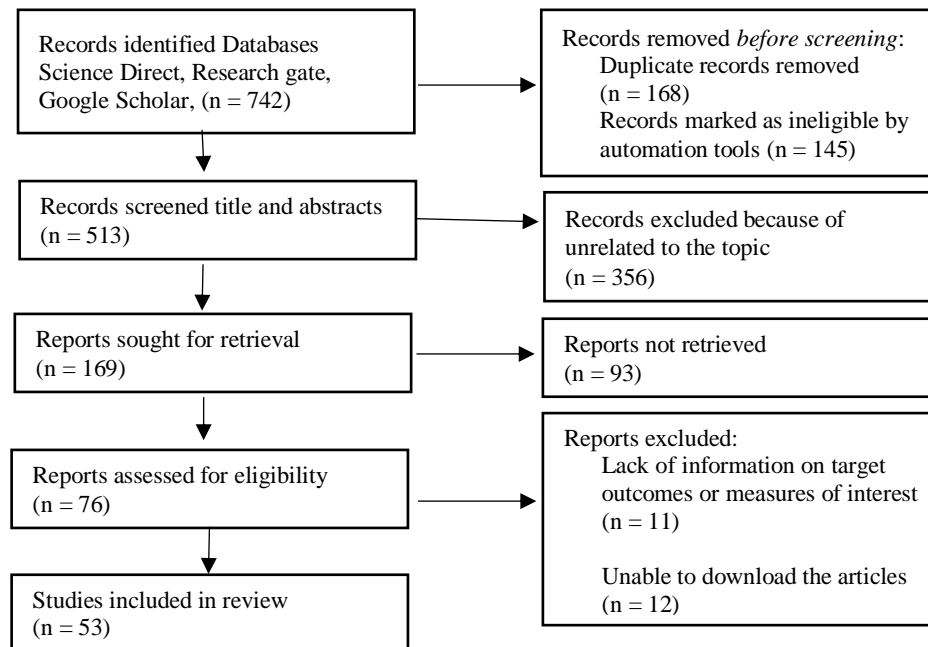 Records identified Databases
Science Direct, Research gate,
Google Scholar, (n = 742)
Records removed before screening:
Duplicate records removed
(n = 168)
Records marked as ineligible by
automation tools (n = 145)
Records screened title and abstracts
(n = 513)
Records excluded because of
unrelated to the topic
(n = 356)
Reports sought for retrieval
(n = 169)
Reports not retrieved
(n = 93)
Reports assessed for eligibility
(n = 76)
Reports excluded:
Lack of information on target
outcomes or measures of interest
(n = 11)
Unable to download the articles
(n = 12)
Studies included in review
(n = 53)